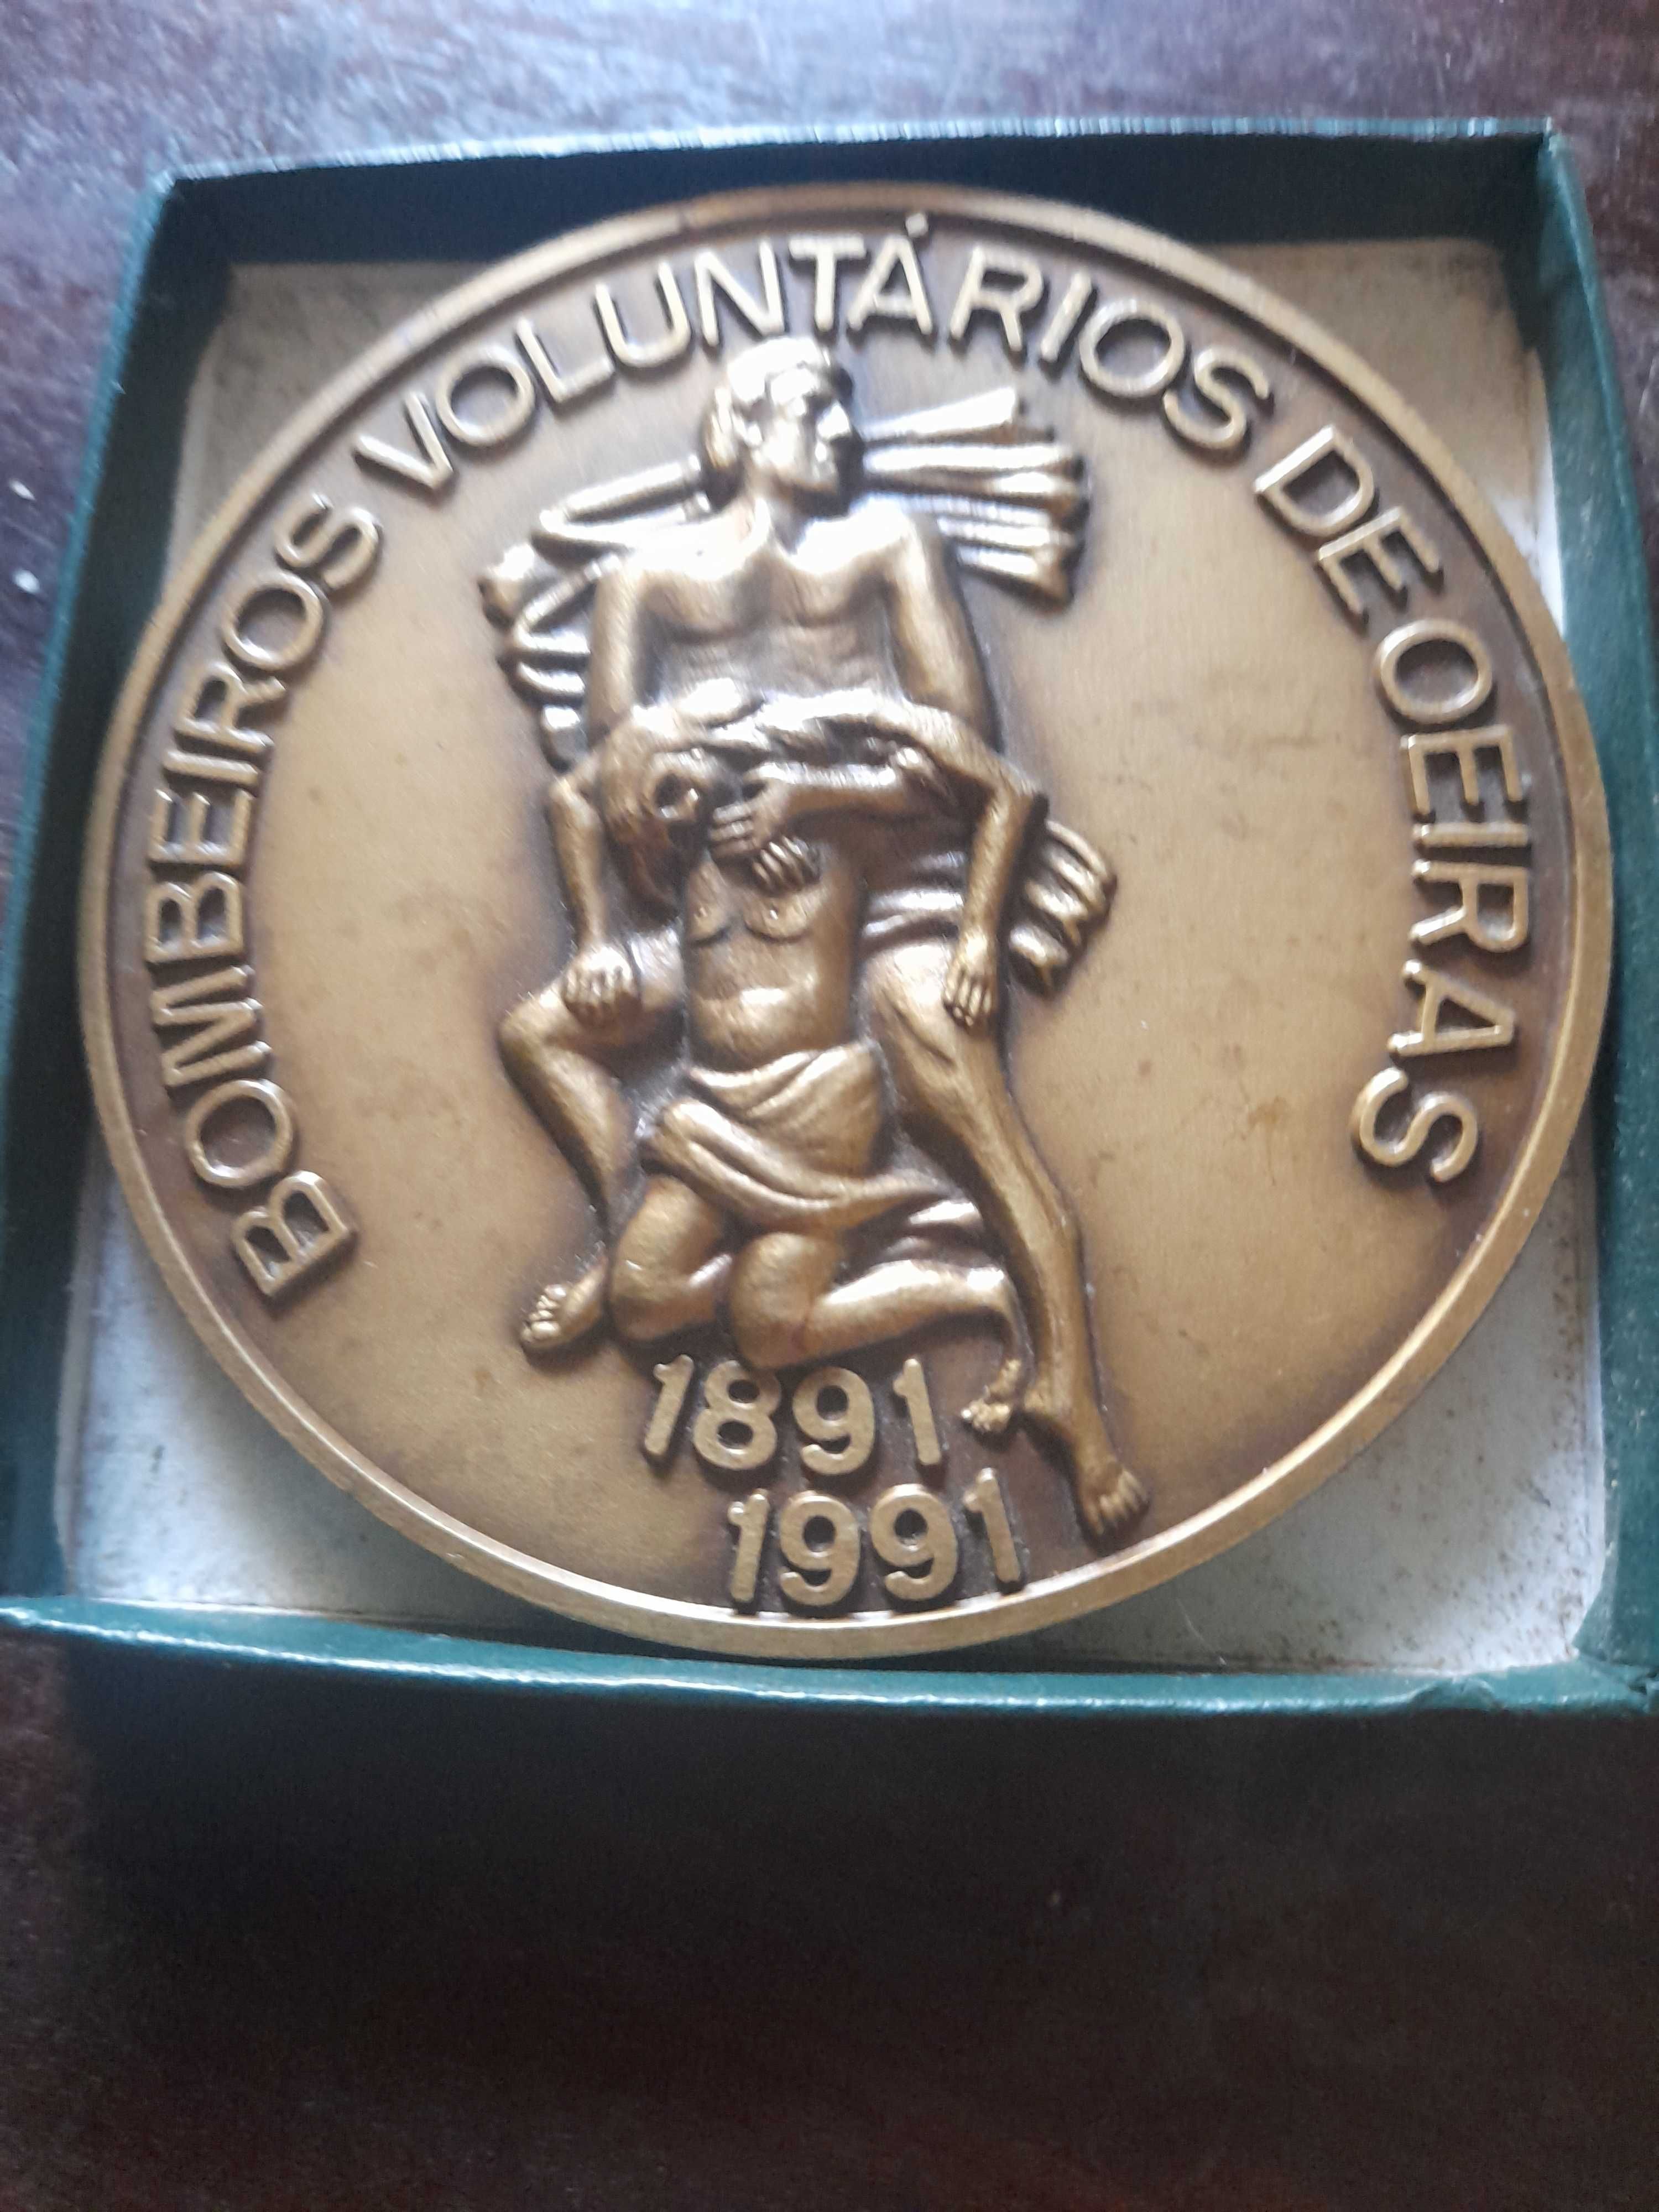 BOMBEIROS VOLUNTÁRIOS DE OEIRAS
1891
1991